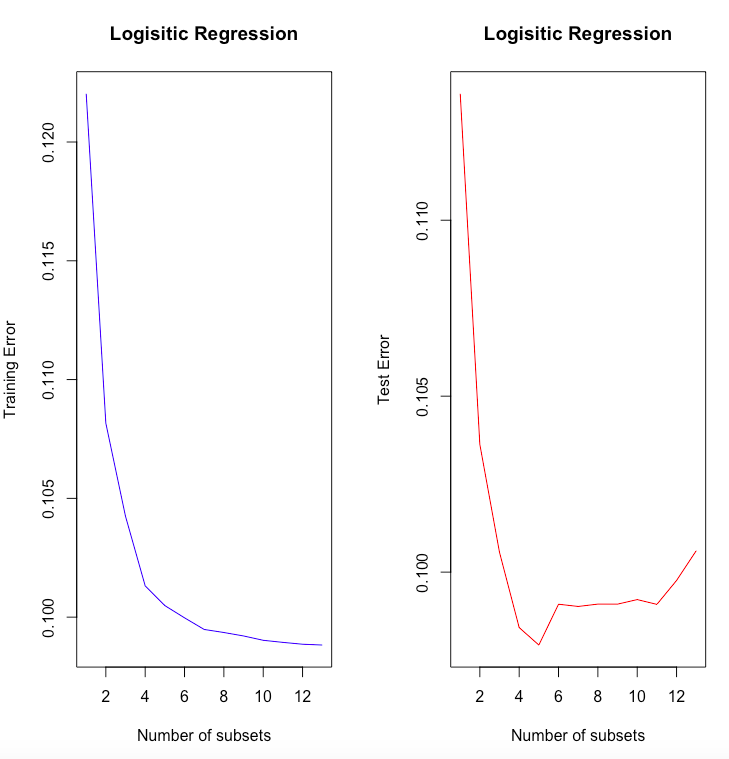 Logisitic Regression
Training Error
0.120
0.115
0.110
0.105
0.100
2 4 6 8 10 12
Number of subsets
Logisitic Regression
Test Error
0.110
0.105
0.100
2 4 6 8 10 12
Number of subsets